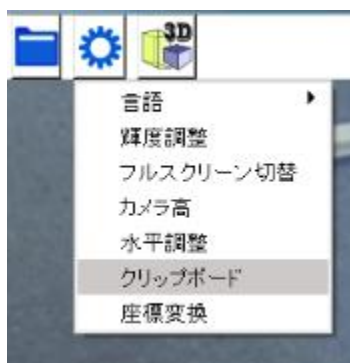 3D
言語
輝度調整
フルスクリーン切替
カメラ高
水平調整
クリップボード
座標変換